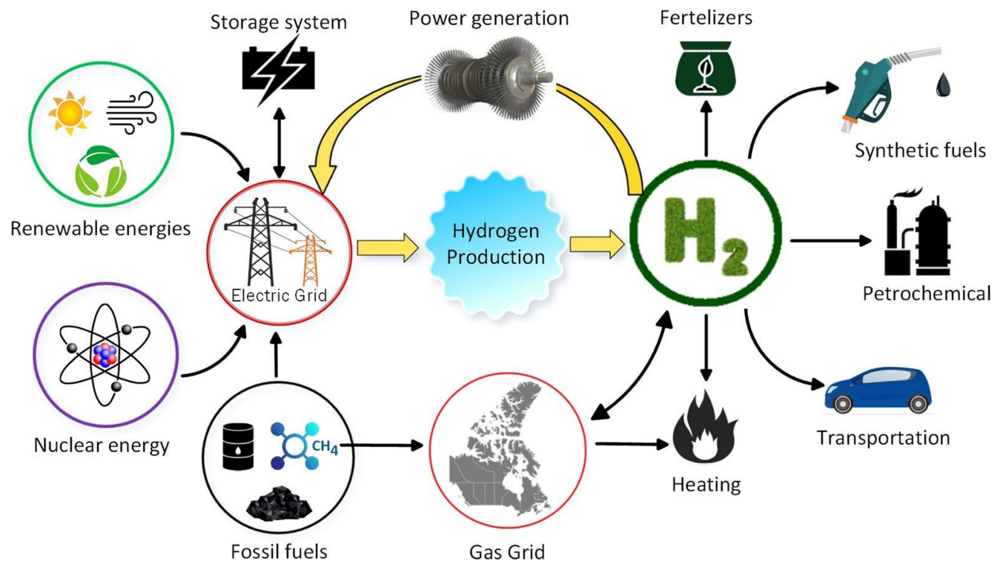 Storage system
Power generation
Fertelizers
Synthetic fuels
Renewable energies
Hydrogen
Production
H2
Electric Grid
Petrochemical
Nuclear energy
CH4
Transportation
Heating
Fossil fuels
Gas Grid